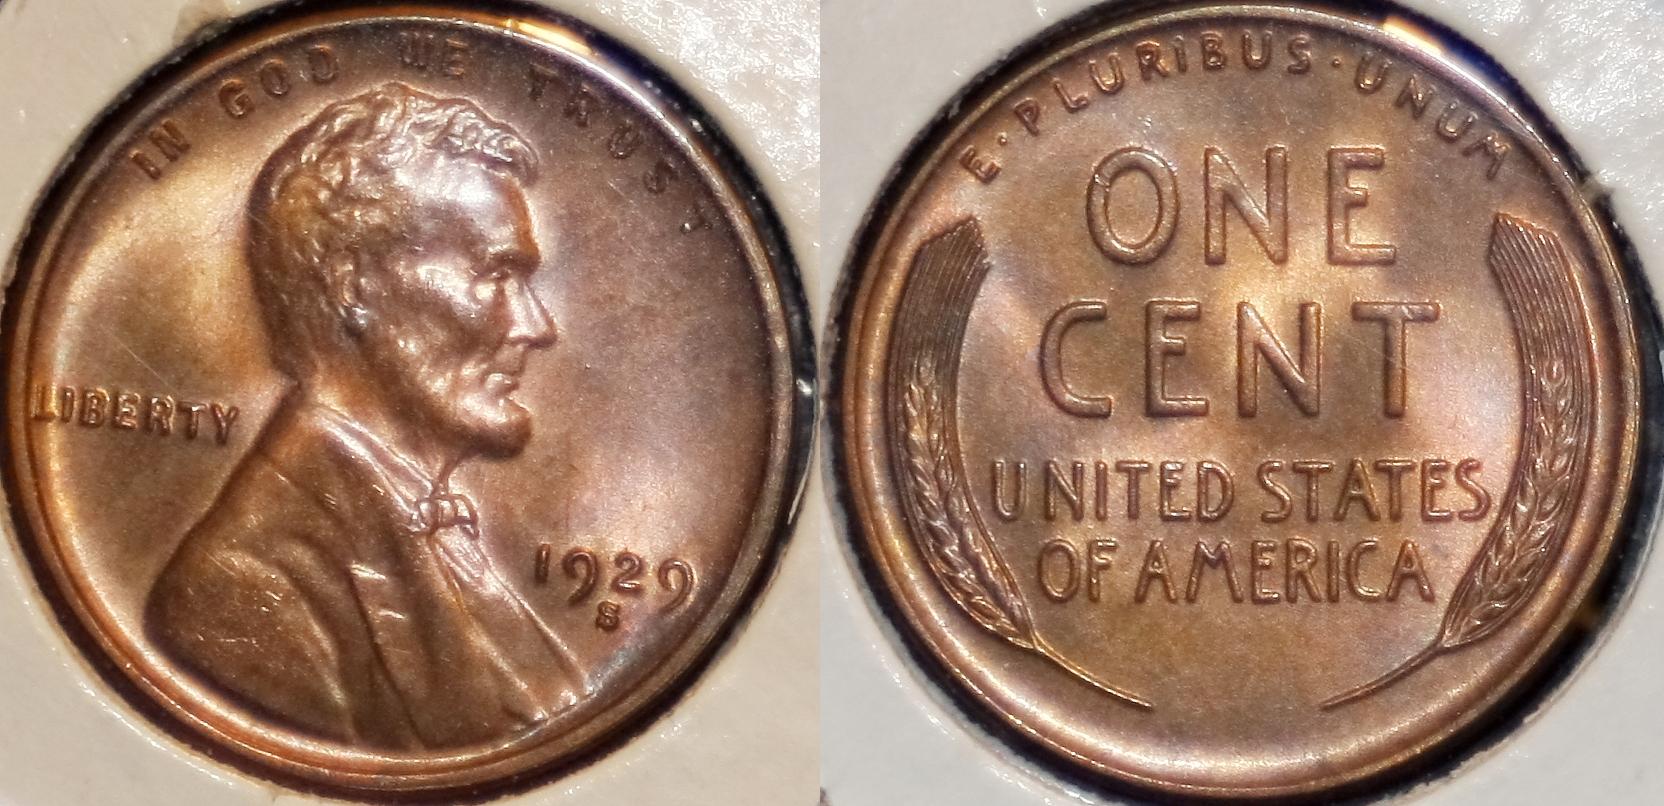 IN GOD WE TRUST
LIBERTY
1929
S
E·PLURIBUS·UNUM
ONE
CENT
UNITED STATES
OF AMERICA